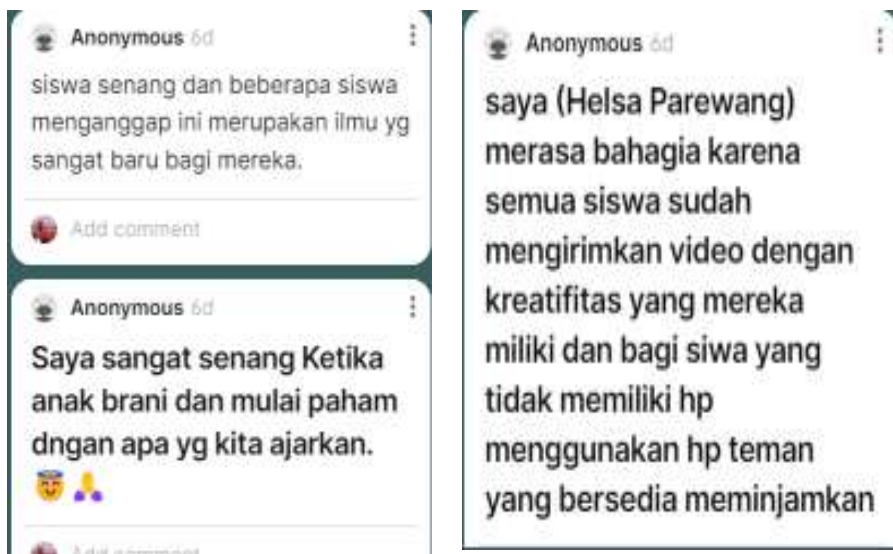 Anonymous 6d
siswa senang dan beberapa siswa
menganggap ini merupakan ilmu yg
sangat baru bagi mereka.
Add comment
Anonymous 6d
Saya sangat senang Ketika
anak brani dan mulai paham
dngan apa yg kita ajarkan.
Add comment
Anonymous 6d
saya (Helsa Parewang)
merasa bahagia karena
semua siswa sudah
mengirimkan video dengan
kreatifitas yang mereka
miliki dan bagi siwa yang
tidak memiliki hp
menggunakan hp teman
yang bersedia meminjamkan